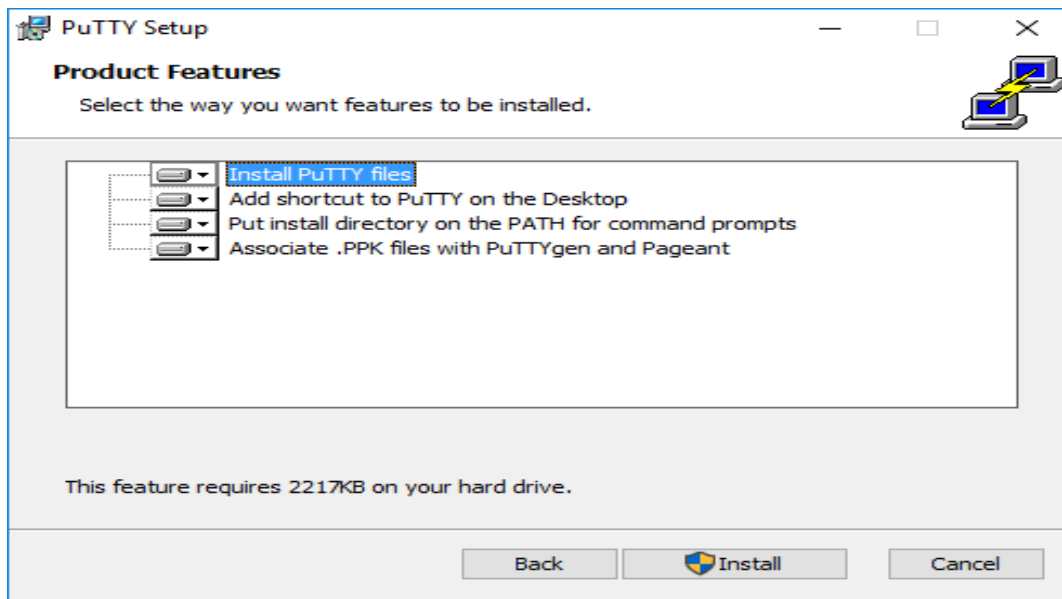 PuTTY Setup
Product Features
Select the way you want features to be installed.
Install PuTTY files
Add shortcut to PuTTY on the Desktop
Put install directory on the PATH for command prompts
Associate .PPK files with PuTTYgen and Pageant
This feature requires 2217KB on your hard drive.
Back Install Cancel